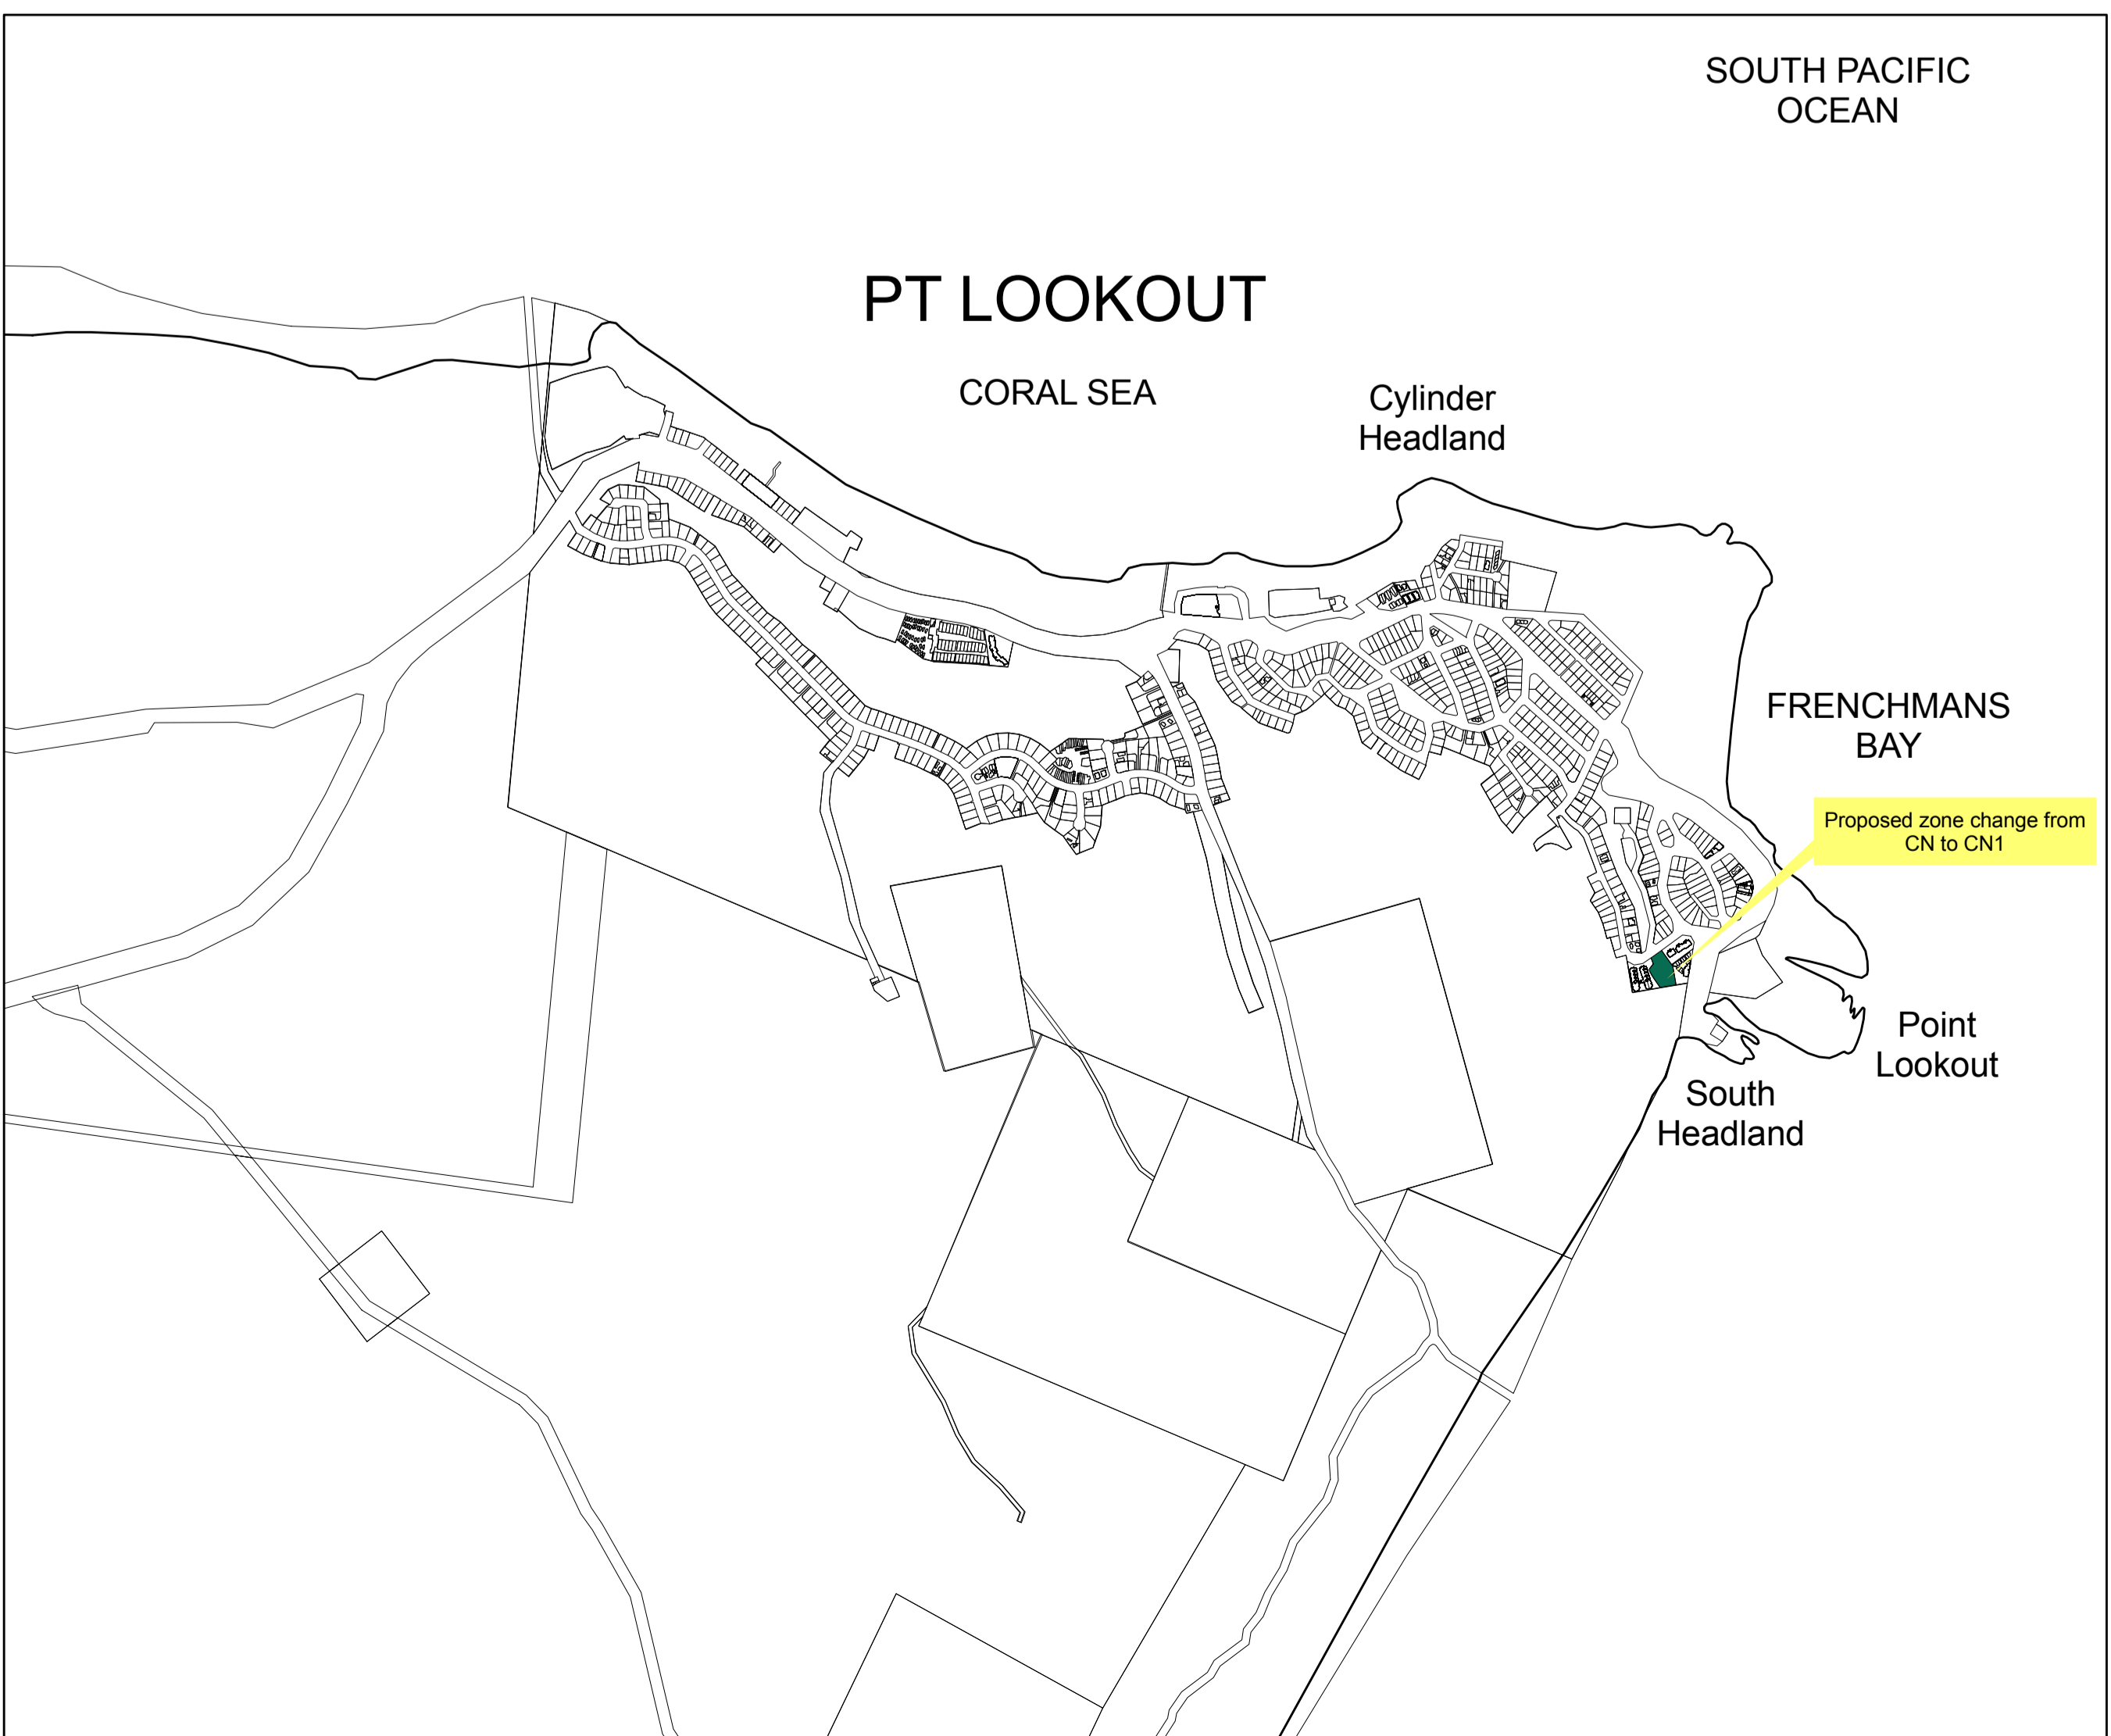 SOUTH PACIFIC
OCEAN
PT LOOKOUT
CORAL SEA
Cylinder
Headland
FRENCHMANS
BAY
Proposed zone change from
CN to CN1
Point
Lookout
South
Headland